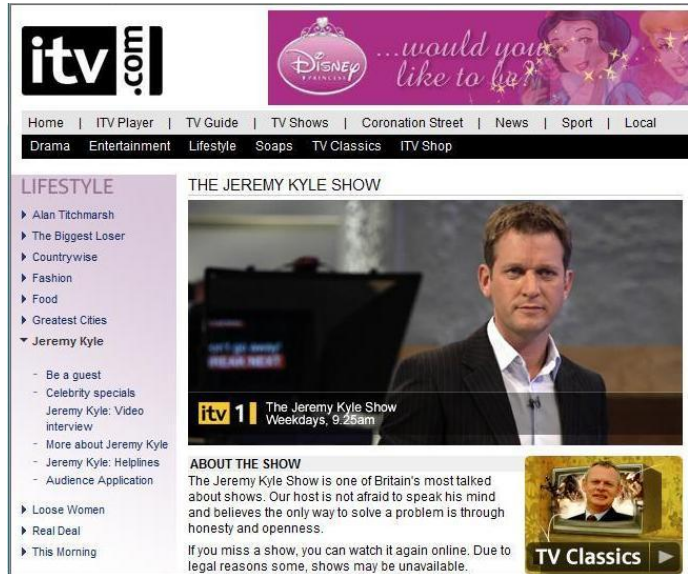 itv.com
Disney
PRINCESS
...would you
like to be?
Home | ITV Player | TV Guide | TV Shows | Coronation Street | News | Sport | Local
Drama Entertainment Lifestyle Soaps TV Classics ITV Shop
LIFESTYLE
Alan Titchmarsh
The Biggest Loser
Countrywise
Fashion
Food
Greatest Cities
Jeremy Kyle
- Be a guest
- Celebrity specials
Jeremy Kyle: Video
interview
- More about Jeremy Kyle
- Jeremy Kyle: Helplines
- Audience Application
Loose Women
Real Deal
This Morning
THE JEREMY KYLE SHOW
itv 1
The Jeremy Kyle Show
Weekdays, 9.25am
ABOUT THE SHOW
The Jeremy Kyle Show is one of Britain's most talked
about shows. Our host is not afraid to speak his mind
and believes the only way to solve a problem is through
honesty and openness.
If you miss a show, you can watch it again online. Due to
legal reasons some, shows may be unavailable.
TV Classics